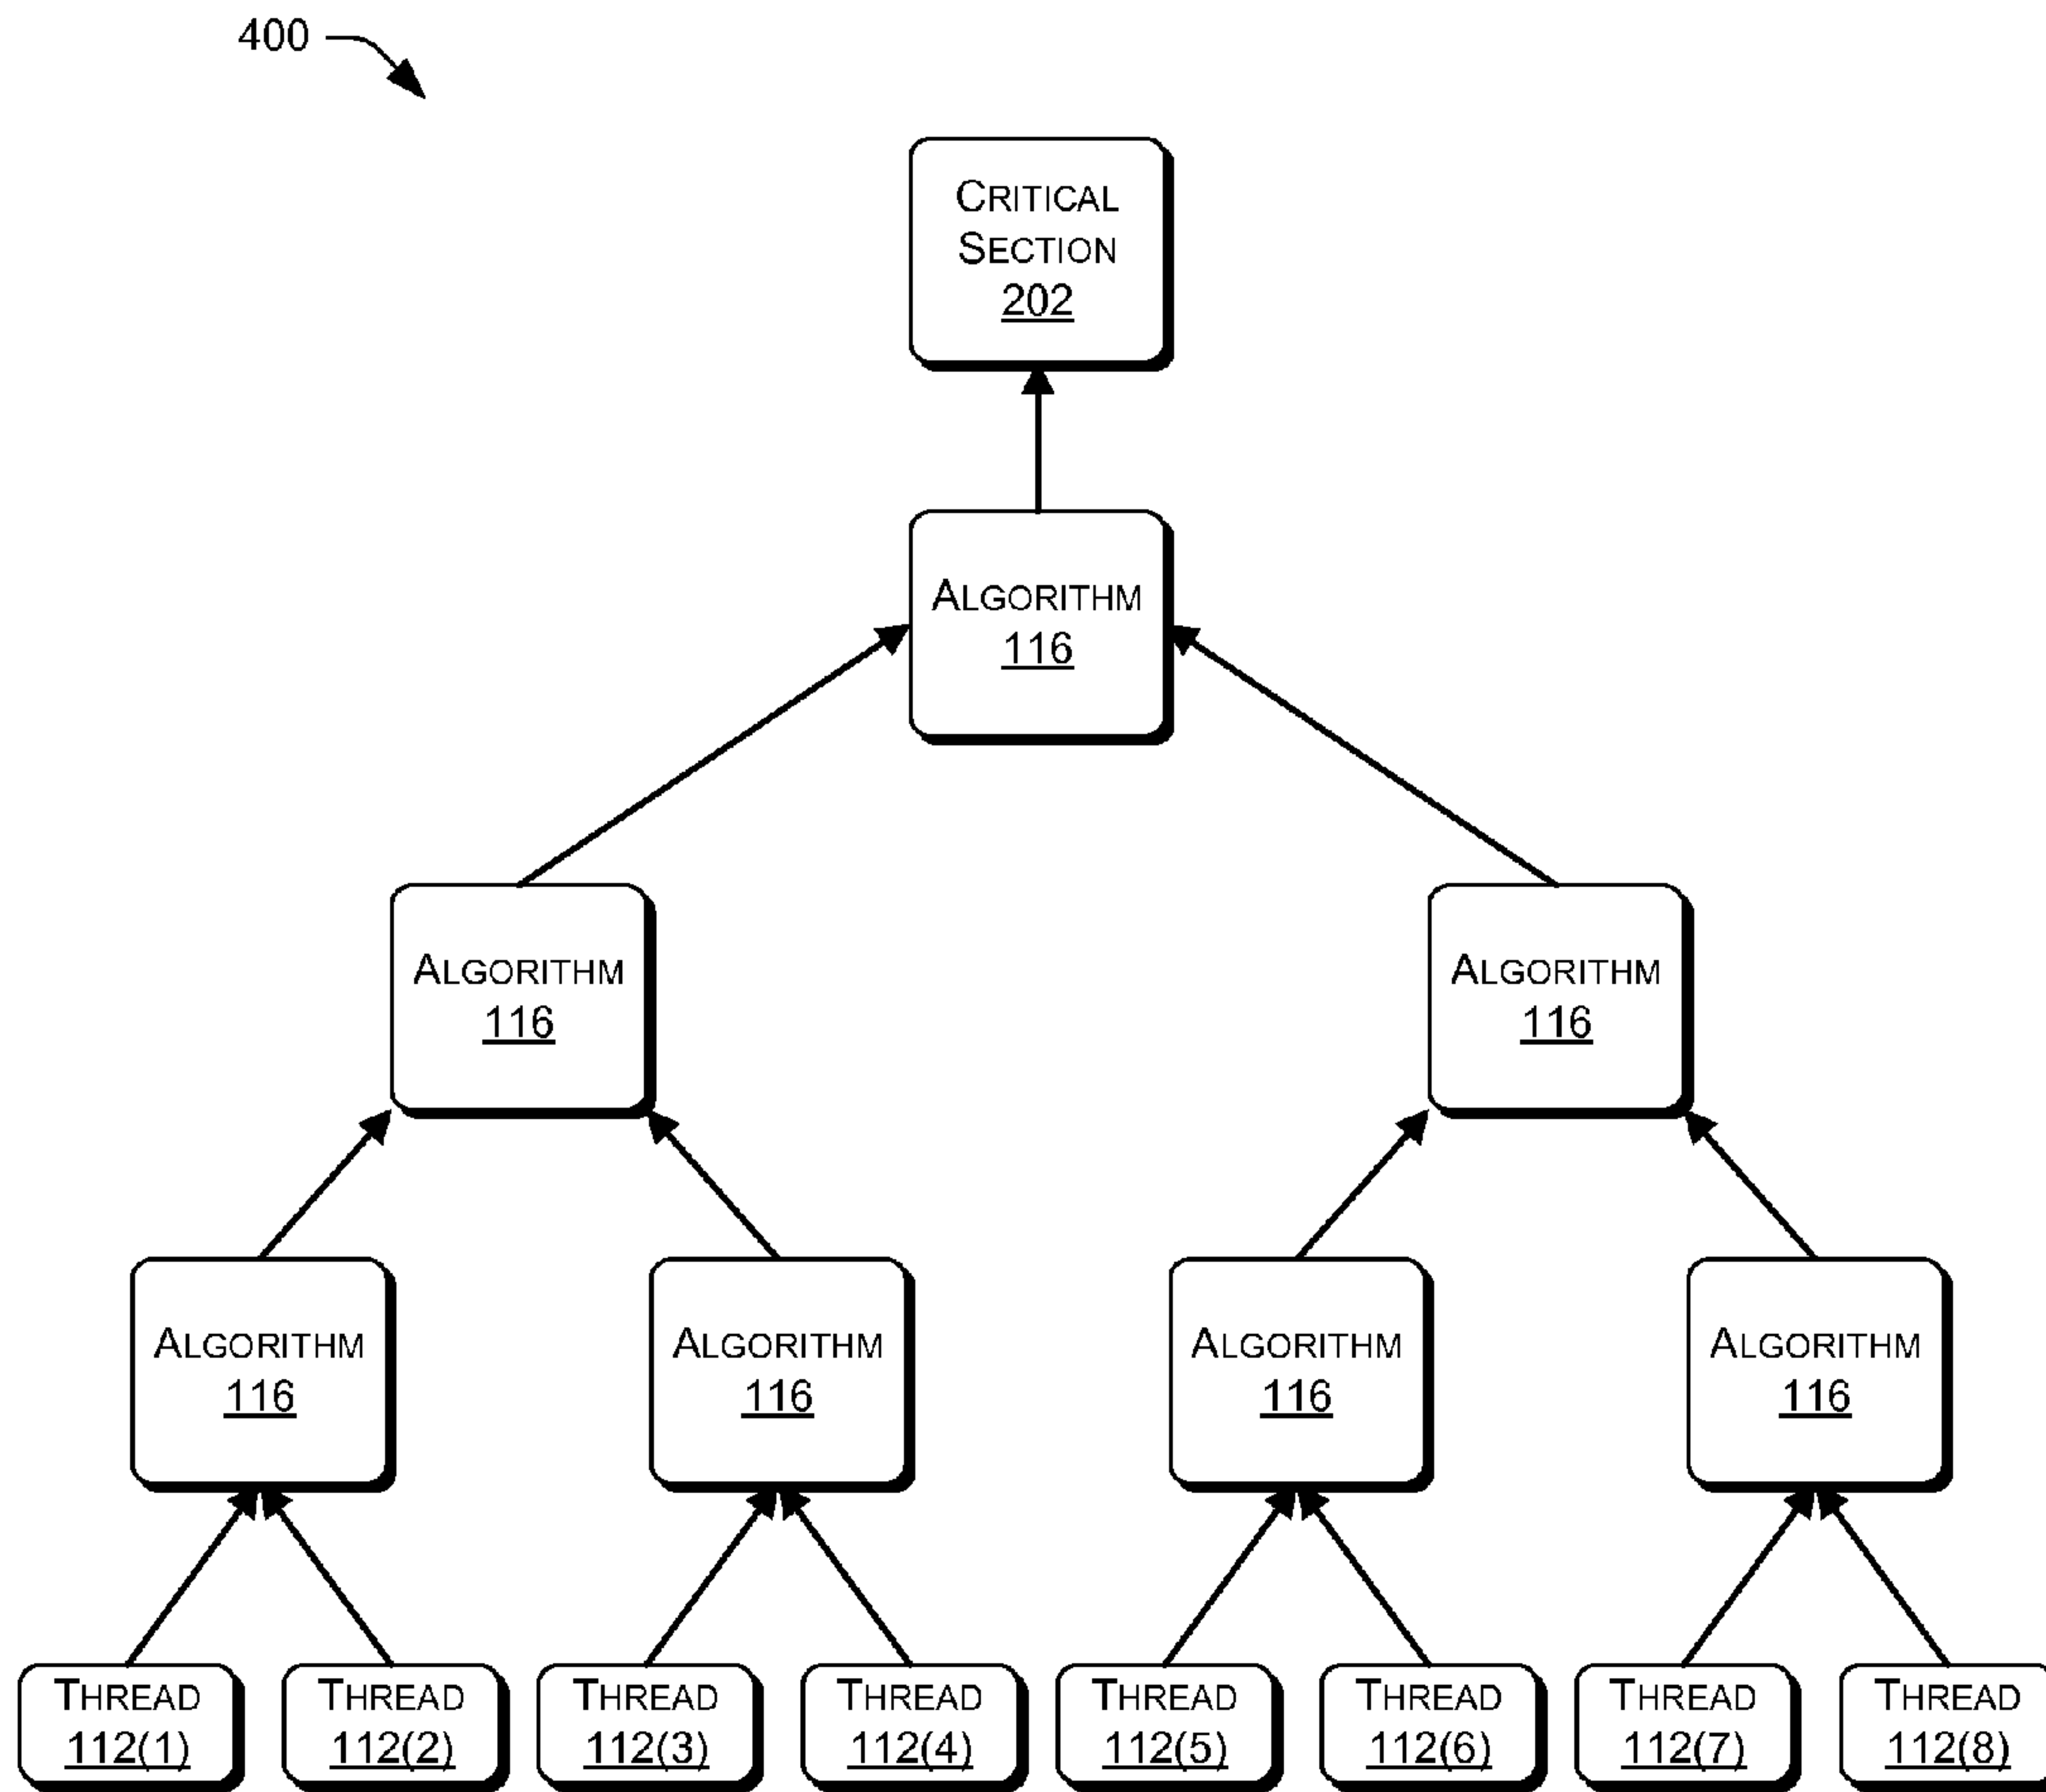 400
CRITICAL
SECTION
202
ALGORITHM
116
ALGORITHM
116
ALGORITHM
116
ALGORITHM
116
ALGORITHM
116
ALGORITHM
116
ALGORITHM
116
THREAD
112(1)
THREAD
112(2)
THREAD
112(3)
THREAD
112(4)
THREAD
112(5)
THREAD
112(6)
THREAD
112(7)
THREAD
112(8)